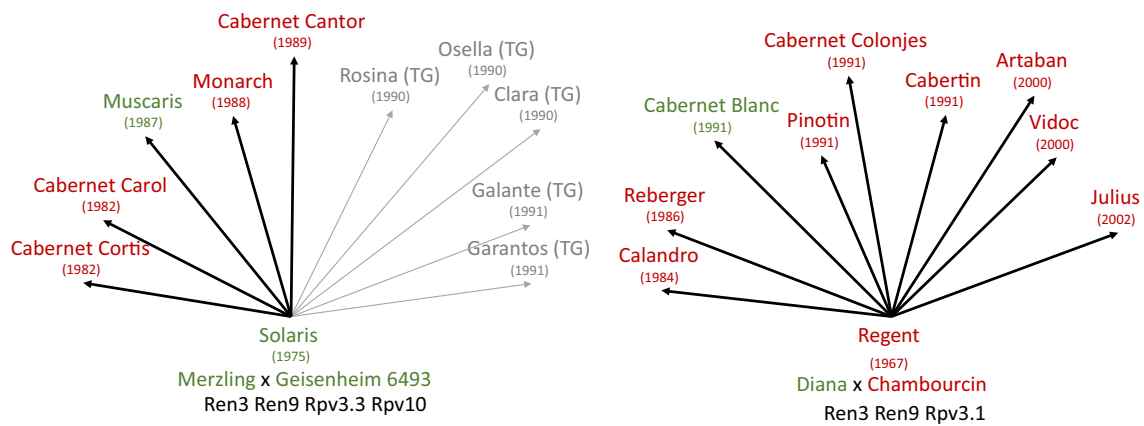 Cabernet Cantor
(1989)
Osella (TG)
(1990)
Rosina (TG)
(1990)
Monarch
(1988)
Clara (TG)
(1990)
Muscaris
(1987)
Cabernet Carol
(1982)
Galante (TG)
(1991)
Cabernet Cortis
(1982)
Garantos (TG)
(1991)
Solaris
(1975)
Merzling x Geisenheim 6493
Ren3 Ren9 Rpv3.3 Rpv10
Cabernet Colonjes
(1991)
Artaban
(2000)
Cabertin
(1991)
Cabernet Blanc
(1991)
Pinotin
(1991)
Vidoc
(2000)
Reberger
(1986)
Julius
(2002)
Calandro
(1984)
Regent
(1967)
Diana x Chambourcin
Ren3 Ren9 Rpv3.1